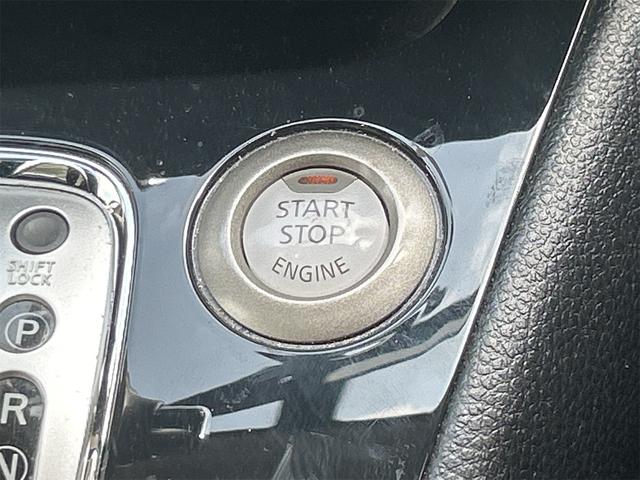 START
STOP
ENGINE
SHIFT
LOCK
P
R
N